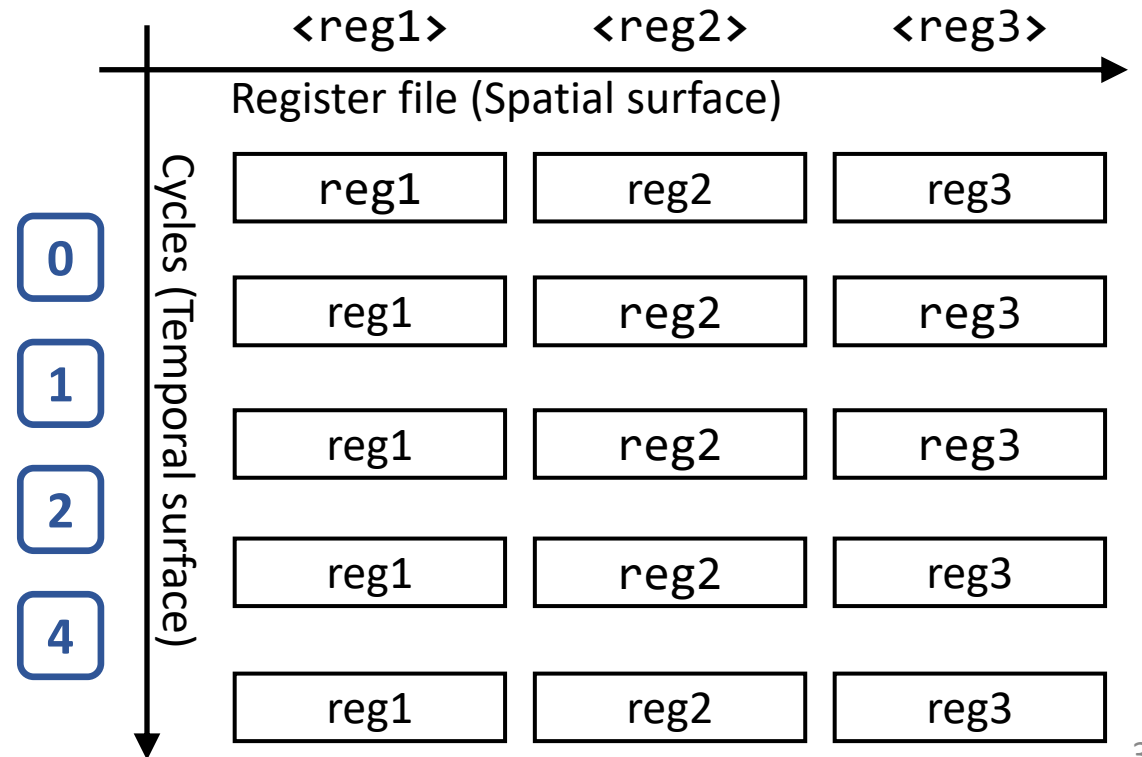 <reg1> <reg2> <reg3>
Register file (Spatial surface)
Cycles (Temporal surface)
reg1 reg2 reg3
0
reg1 reg2 reg3
1
reg1 reg2 reg3
2
reg1 reg2 reg3
4
reg1 reg2 reg3